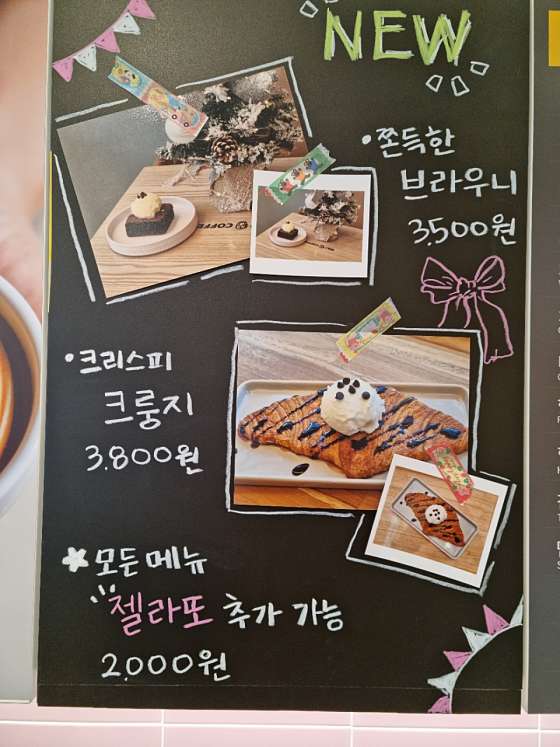 NEW
•쫀득한
브라우니
3,500원
COFFEE
•크리스피
크룽지
3,800원
모든 메뉴
젤라또 추가 가능
2,000원